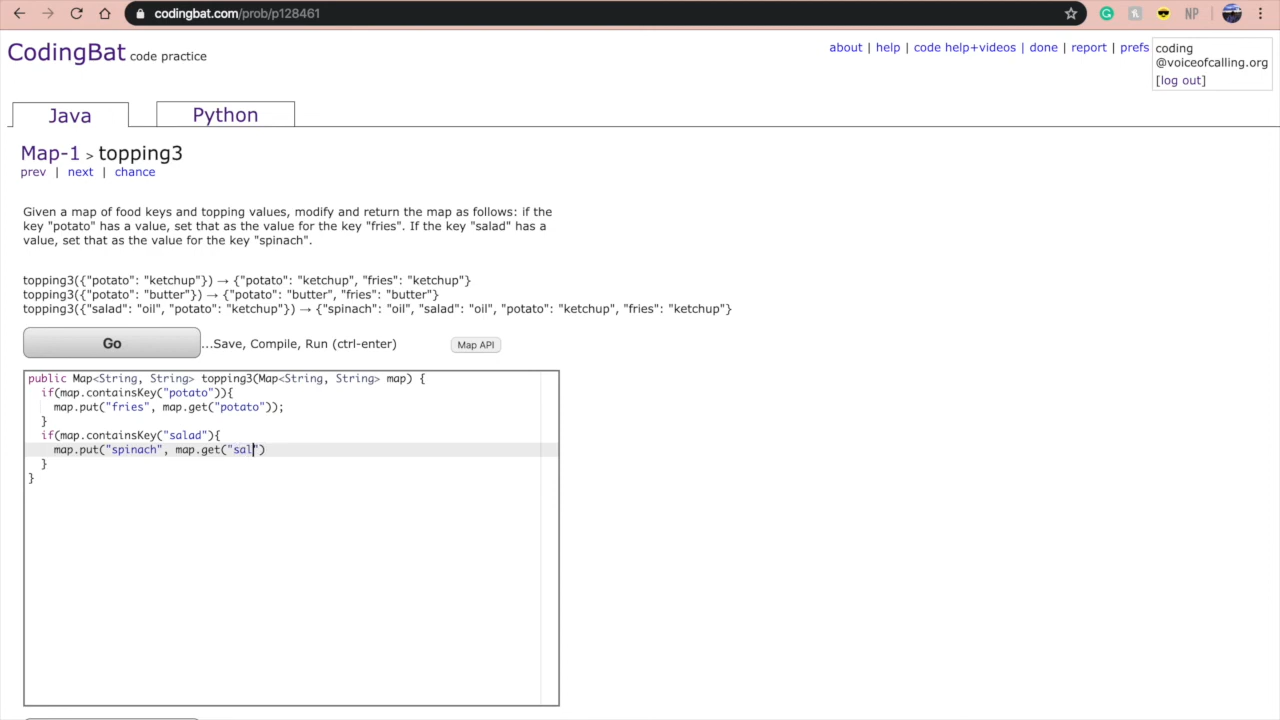 codingbat.com/prob/p128461
NP
CodingBat code practice
about | help | code help+videos | done | report | prefs
coding
@voiceofcalling.org
[log out]
Java
Python
Map-1 > topping3
prev | next | chance
Given a map of food keys and topping values, modify and return the map as follows: if the
key "potato" has a value, set that as the value for the key "fries". If the key "salad" has a
value, set that as the value for the key "spinach".
topping3({"potato": "ketchup"}) → {"potato": "ketchup", "fries": "ketchup"}
topping3({"potato": "butter"}) → {"potato": "butter", "fries": "butter"}
topping3({"salad": "oil", "potato": "ketchup"}) → {"spinach": "oil", "salad": "oil", "potato": "ketchup", "fries": "ketchup"}
Go
...Save, Compile, Run (ctrl-enter)
Map API
public Map<String, String> topping3(Map<String, String> map) {
if(map.containsKey("potato")){
map.put("fries", map.get("potato"));
}
if(map.containsKey("salad"){
map.put("spinach", map.get("sal")
}
}